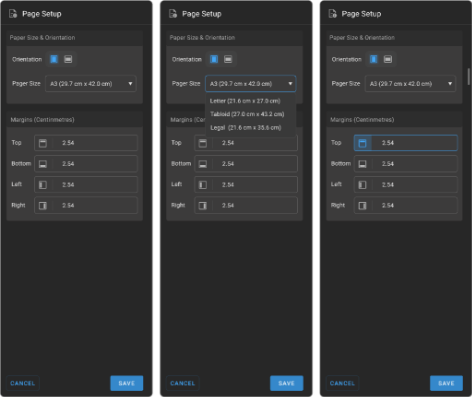 Page Setup
Paper Size & Orientation
Orientation
Paper Size A3 (29.7 cm x 42.0 cm)
Margins (Centimetres)
Top 2.54
Bottom 2.54
Left 2.54
Right 2.54
CANCEL SAVE
Page Setup
Paper Size & Orientation
Orientation
Paper Size A3 (29.7 cm x 42.0 cm)
Letter (21.6 cm x 27.9 cm)
Tabloid (27.9 cm x 43.2 cm)
Legal (21.6 cm x 35.6 cm)
Margins (Cen
Top 2.54
Bottom 2.54
Left 2.54
Right 2.54
CANCEL SAVE
Page Setup
Paper Size & Orientation
Orientation
Paper Size A3 (29.7 cm x 42.0 cm)
Margins (Centimetres)
Top 2.54
Bottom 2.54
Left 2.54
Right 2.54
CANCEL SAVE